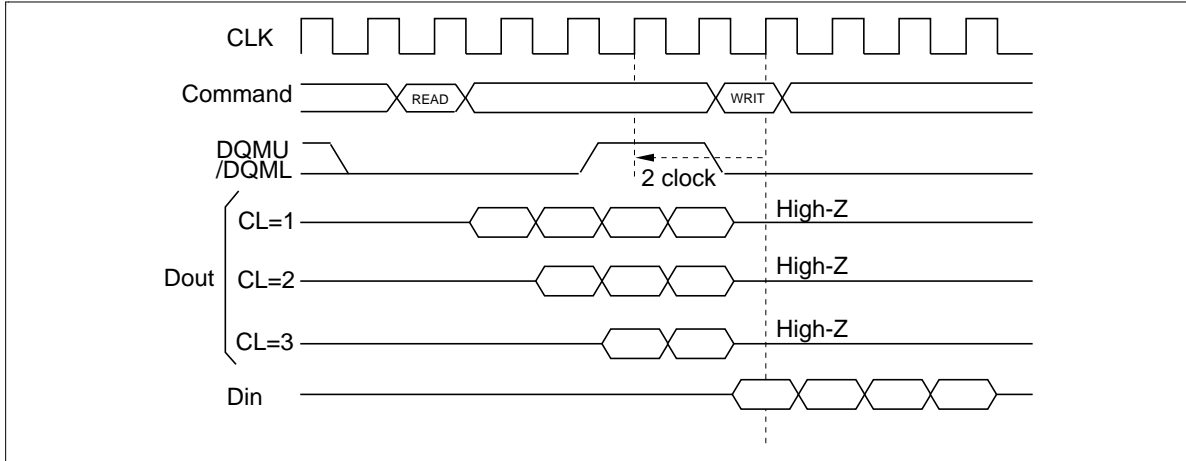 CLK
Command READ WRIT
DQMU
/DQML
2 clock
CL=1 High-Z
Dout CL=2 High-Z
CL=3 High-Z
Din